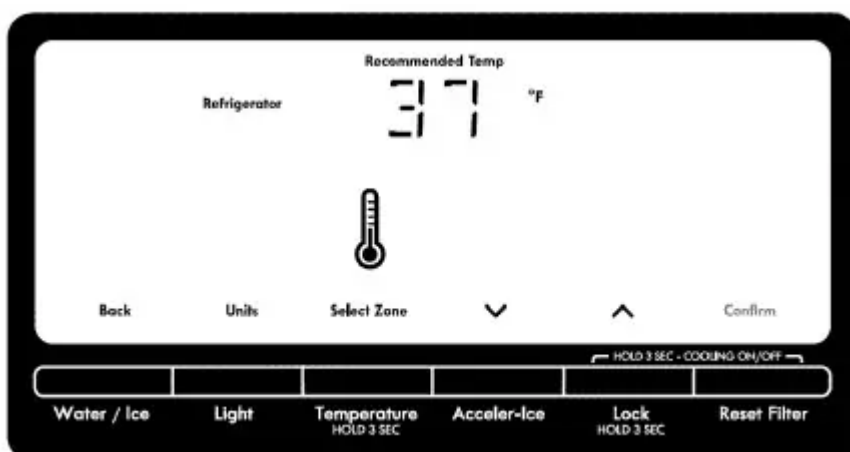 Recommended Temp
Refrigerator 37 °F
Back Units Select Zone Confirm
HOLD 3 SEC - COOLING ON/OFF
Water / Ice Light Temperature Acceler-Ice Lock Reset Filter
HOLD 3 SEC HOLD 3 SEC